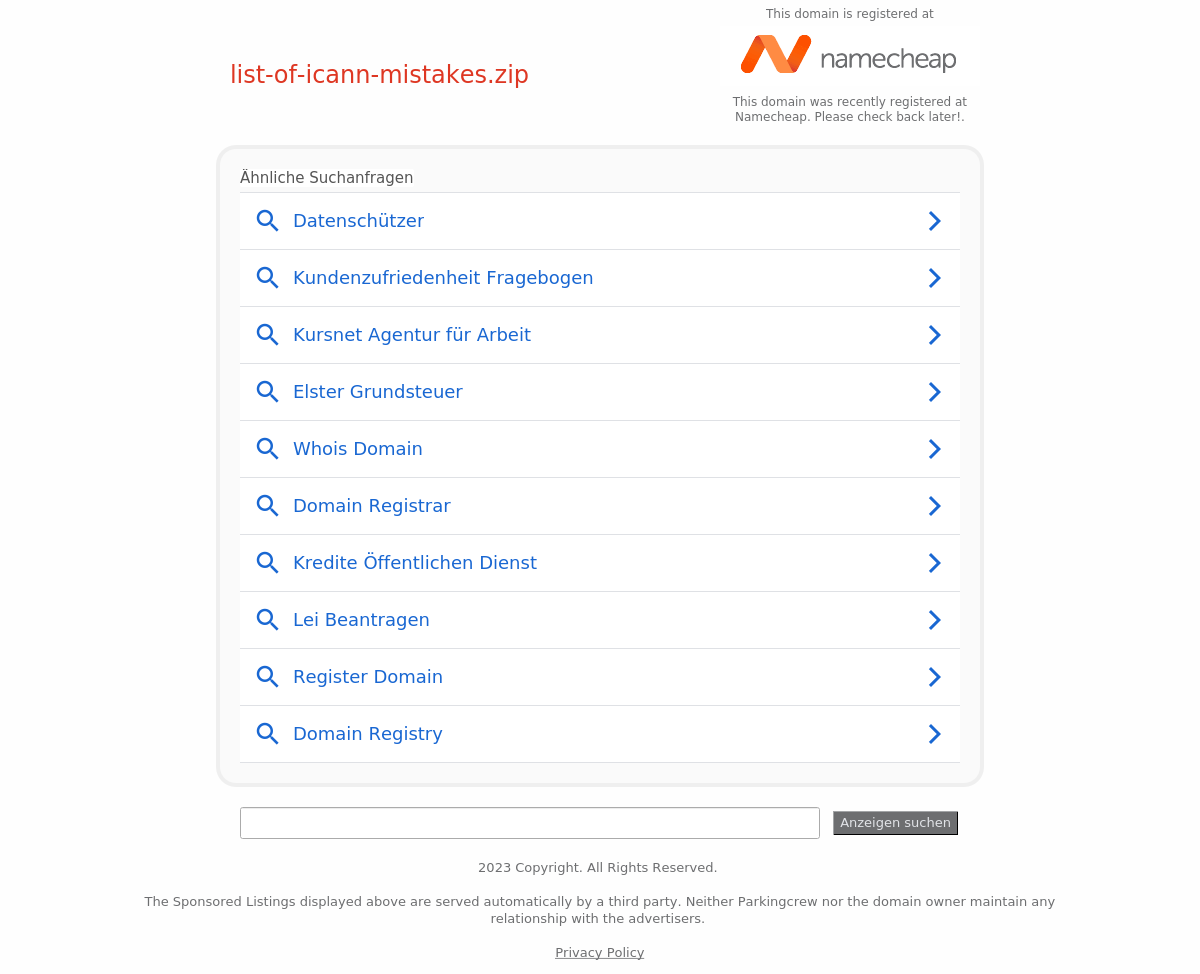 This domain is registered at
namecheap
list-of-icann-mistakes.zip
This domain was recently registered at
Namecheap. Please check back later!.
Ähnliche Suchanfragen
Datenschützer
Kundenzufriedenheit Fragebogen
Kursnet Agentur für Arbeit
Elster Grundsteuer
Whois Domain
Domain Registrar
Kredite Öffentlichen Dienst
Lei Beantragen
Register Domain
Domain Registry
Anzeigen suchen
2023 Copyright. All Rights Reserved.
The Sponsored Listings displayed above are served automatically by a third party. Neither Parkingcrew nor the domain owner maintain any
relationship with the advertisers.
Privacy Policy